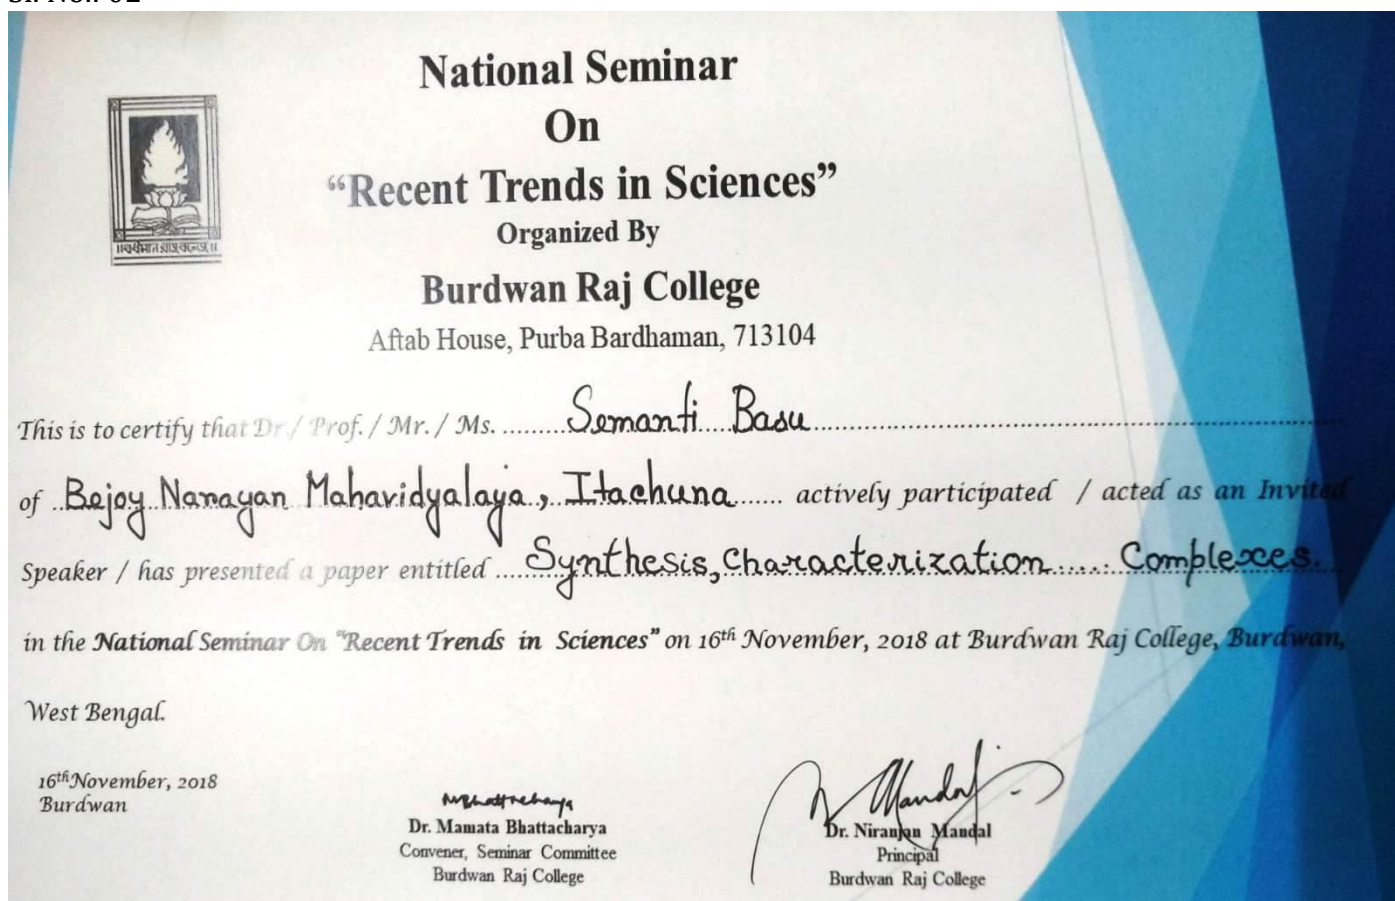 National Seminar
On
“Recent Trends in Sciences”
Organized By
Burdwan Raj College
Aftab House, Purba Bardhaman, 713104
This is to certify that Dr / Prof. / Mr. / Ms. ......... Semanti Basu ..........
of .. Bejoy Narayan Mahavidyalaya, Itachuna ...... actively participated / acted as an Invited
Speaker / has presented a paper entitled .... Synthesis, Characterization ..... Complexes.
in the National Seminar On "Recent Trends in Sciences" on 16th November, 2018 at Burdwan Raj College, Burdwan,
West Bengal.
16th November, 2018
Burdwan
Dr. Mamata Bhattacharya
Convener, Seminar Committee
Burdwan Raj College
Dr. Niranjan Mandal
Principal
Burdwan Raj College